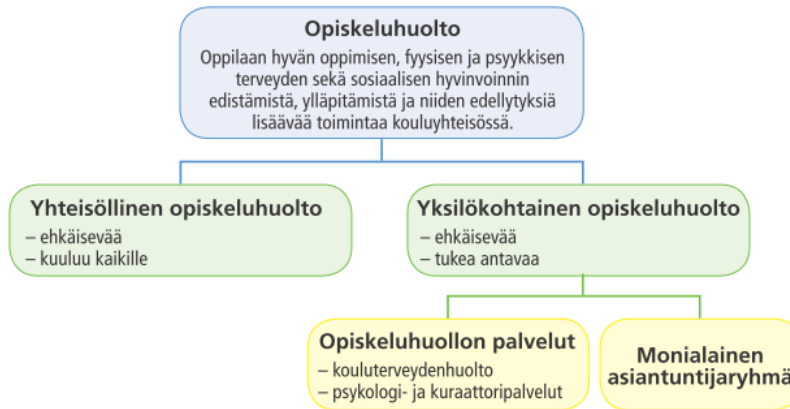 Opiskeluhuolto
Oppilaan hyvän oppimisen, fyysisen ja psyykkisen
terveyden sekä sosiaalisen hyvinvoinnin
edistämistä, ylläpitämistä ja niiden edellytyksiä
lisäävää toimintaa kouluyhteisössä.
Yhteisöllinen opiskeluhuolto
– ehkäisevää
– kuuluu kaikille
Yksilökohtainen opiskeluhuolto
– ehkäisevää
– tukea antavaa
Opiskeluhuollon palvelut
– kouluterveydenhuolto
– psykologi- ja kuraattoripalvelut
Monialainen
asiantuntijaryhmä